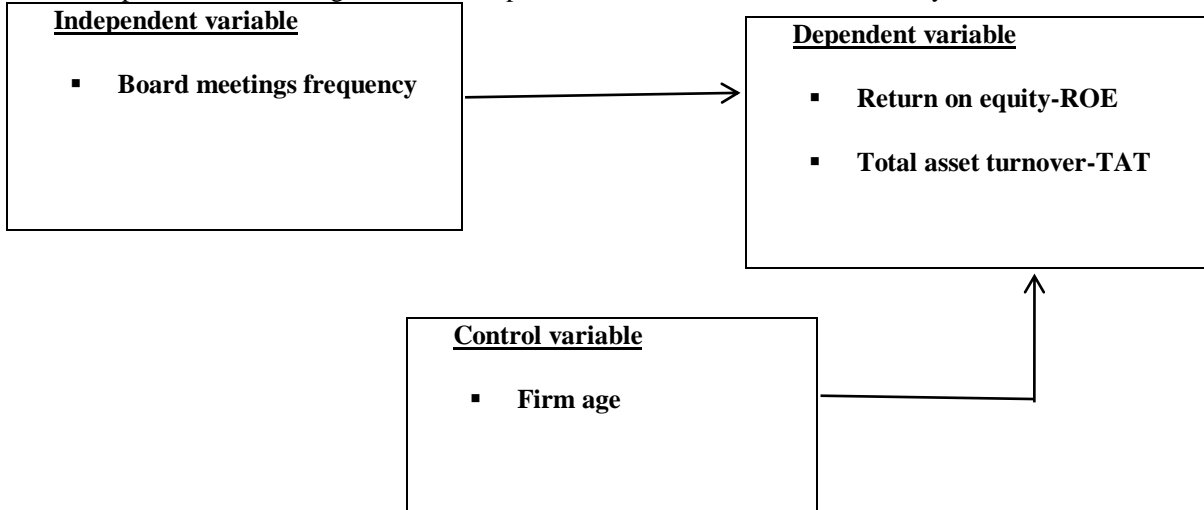 Independent variable
▪ Board meetings frequency
Dependent variable
▪ Return on equity-ROE
▪ Total asset turnover-TAT
Control variable
▪ Firm age